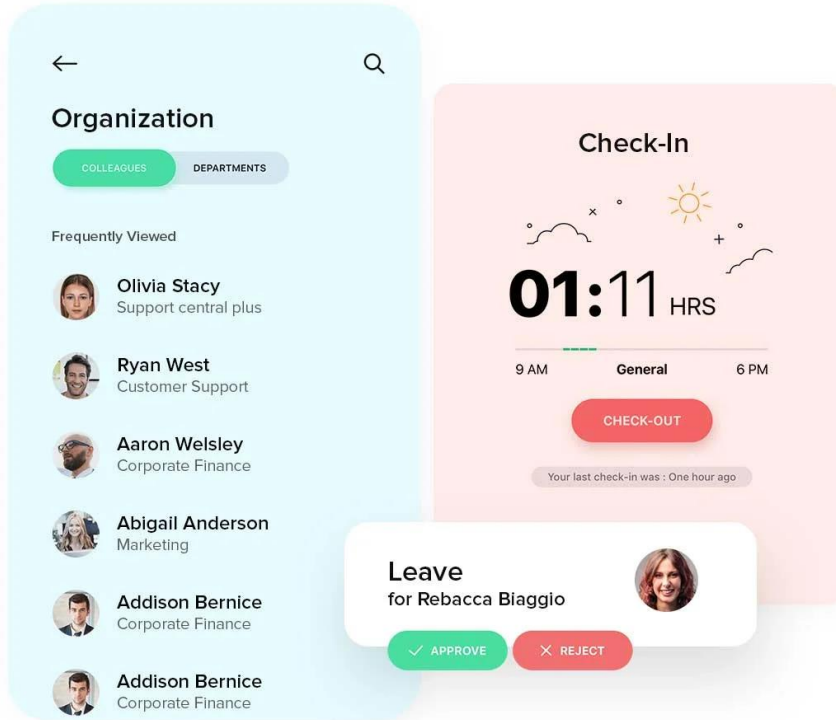 Organization
COLLEAGUES
DEPARTMENTS
Frequently Viewed
Olivia Stacy
Support central plus
Ryan West
Customer Support
Aaron Welsley
Corporate Finance
Abigail Anderson
Marketing
Addison Bernice
Corporate Finance
Addison Bernice
Corporate Finance
Check-In
01:11 HRS
9 AM General 6 PM
CHECK-OUT
Your last check-in was : One hour ago
Leave
for Rebacca Biaggio
APPROVE
REJECT